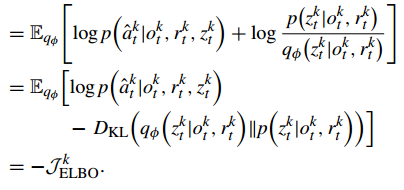 = 𝔼_{q_ϕ} [ log p( â_t^k | o_t^k, r_t^k, z_t^k ) + log p( z_t^k | o_t^k, r_t^k ) / q_ϕ( z_t^k | o_t^k, r_t^k ) ]
= 𝔼_{q_ϕ} [ log p( â_t^k | o_t^k, r_t^k, z_t^k )
− D_KL ( q_ϕ( z_t^k | o_t^k, r_t^k ) ‖ p( z_t^k | o_t^k, r_t^k ) ) ]
= −𝒥_ELBO^k.